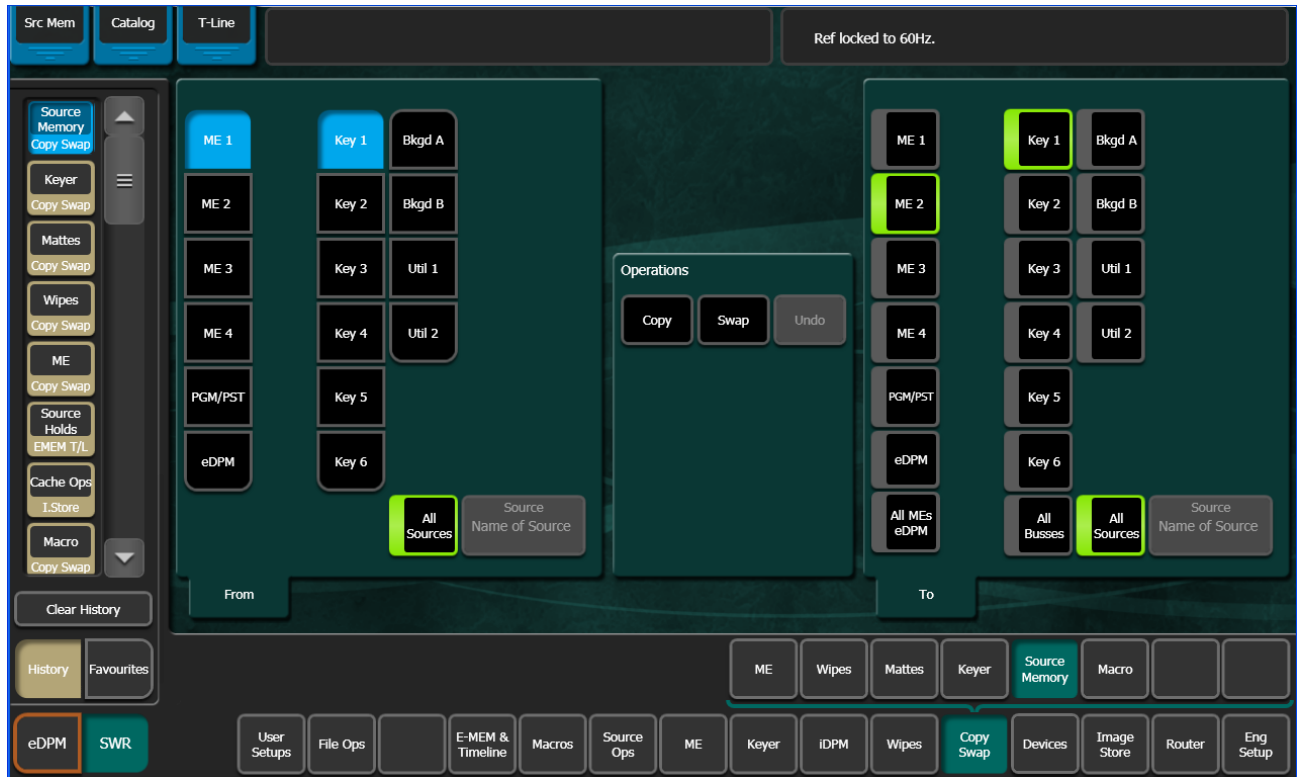 Src Mem
Catalog
T-Line
Ref locked to 60Hz.
Source
Memory
Copy Swap
Keyer
Copy Swap
Mattes
Copy Swap
Wipes
Copy Swap
ME
Copy Swap
Source
Holds
EMEM T/L
Cache Ops
I.Store
Macro
Copy Swap
Clear History
History
Favourites
ME 1
Key 1
Bkgd A
ME 2
Key 2
Bkgd B
ME 3
Key 3
Util 1
ME 4
Key 4
Util 2
PGM/PST
Key 5
eDPM
Key 6
All
Sources
Source
Name of Source
From
Operations
Copy
Swap
Undo
ME 1
Key 1
Bkgd A
ME 2
Key 2
Bkgd B
ME 3
Key 3
Util 1
ME 4
Key 4
Util 2
PGM/PST
Key 5
eDPM
Key 6
All MEs
eDPM
All
Busses
All
Sources
Source
Name of Source
To
ME
Wipes
Mattes
Keyer
Source
Memory
Macro
eDPM
SWR
User
Setups
File Ops
E-MEM &
Timeline
Macros
Source
Ops
ME
Keyer
iDPM
Wipes
Copy
Swap
Devices
Image
Store
Router
Eng
Setup